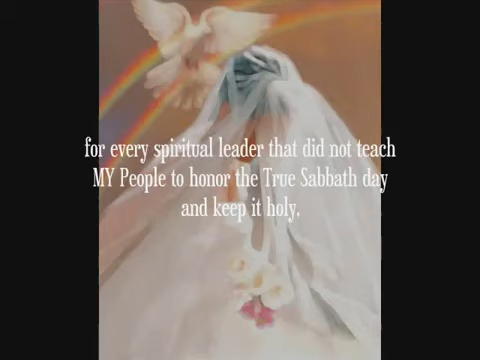 for every spiritual leader that did not teach
MY People to honor the True Sabbath day
and keep it holy.